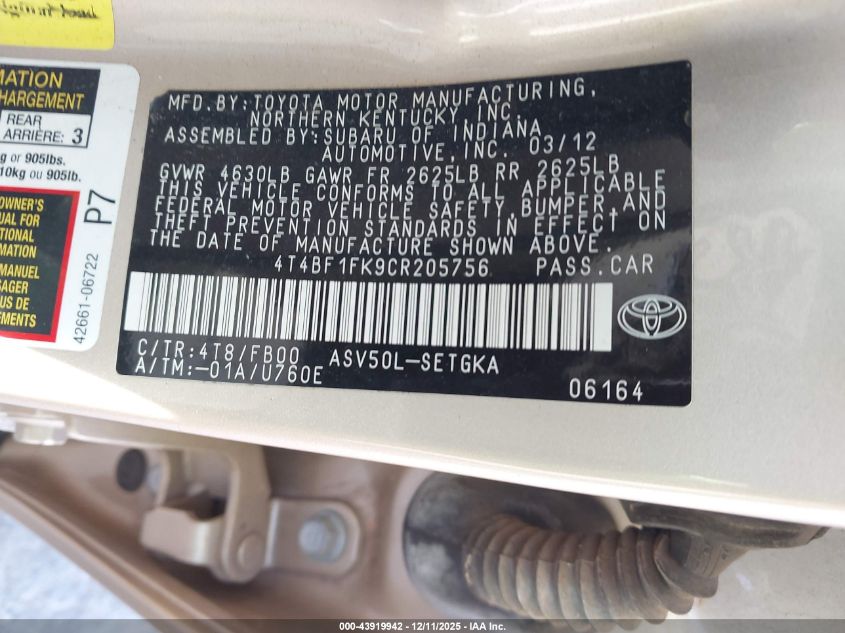 original load
MATION
HARGEMENT
REAR
ARRIÈRE: 3
g or 905lbs.
10kg ou 905lb.
OWNER'S
UAL FOR
TIONAL
RMATION
MANUEL
SAGER
US DE
EMENTS
P7
42661-06722
MFD.BY:TOYOTA MOTOR MANUFACTURING,
NORTHERN KENTUCKY, INC.
ASSEMBLED BY:SUBARU OF INDIANA
AUTOMOTIVE,INC. 03/12
GVWR 4630LB GAWR FR 2625LB RR 2625LB
THIS VEHICLE CONFORMS TO ALL APPLICABLE
FEDERAL MOTOR VEHICLE SAFETY,BUMPER,AND
THEFT PREVENTION STANDARDS IN EFFECT ON
THE DATE OF MANUFACTURE SHOWN ABOVE.
4T4BF1FK9CR205756 PASS.CAR
C/TR:4T8/FB00 ASV50L-SETGKA
A/TM:-01A/U760E
06164
000-43919942 - 12/11/2025 - IAA Inc.